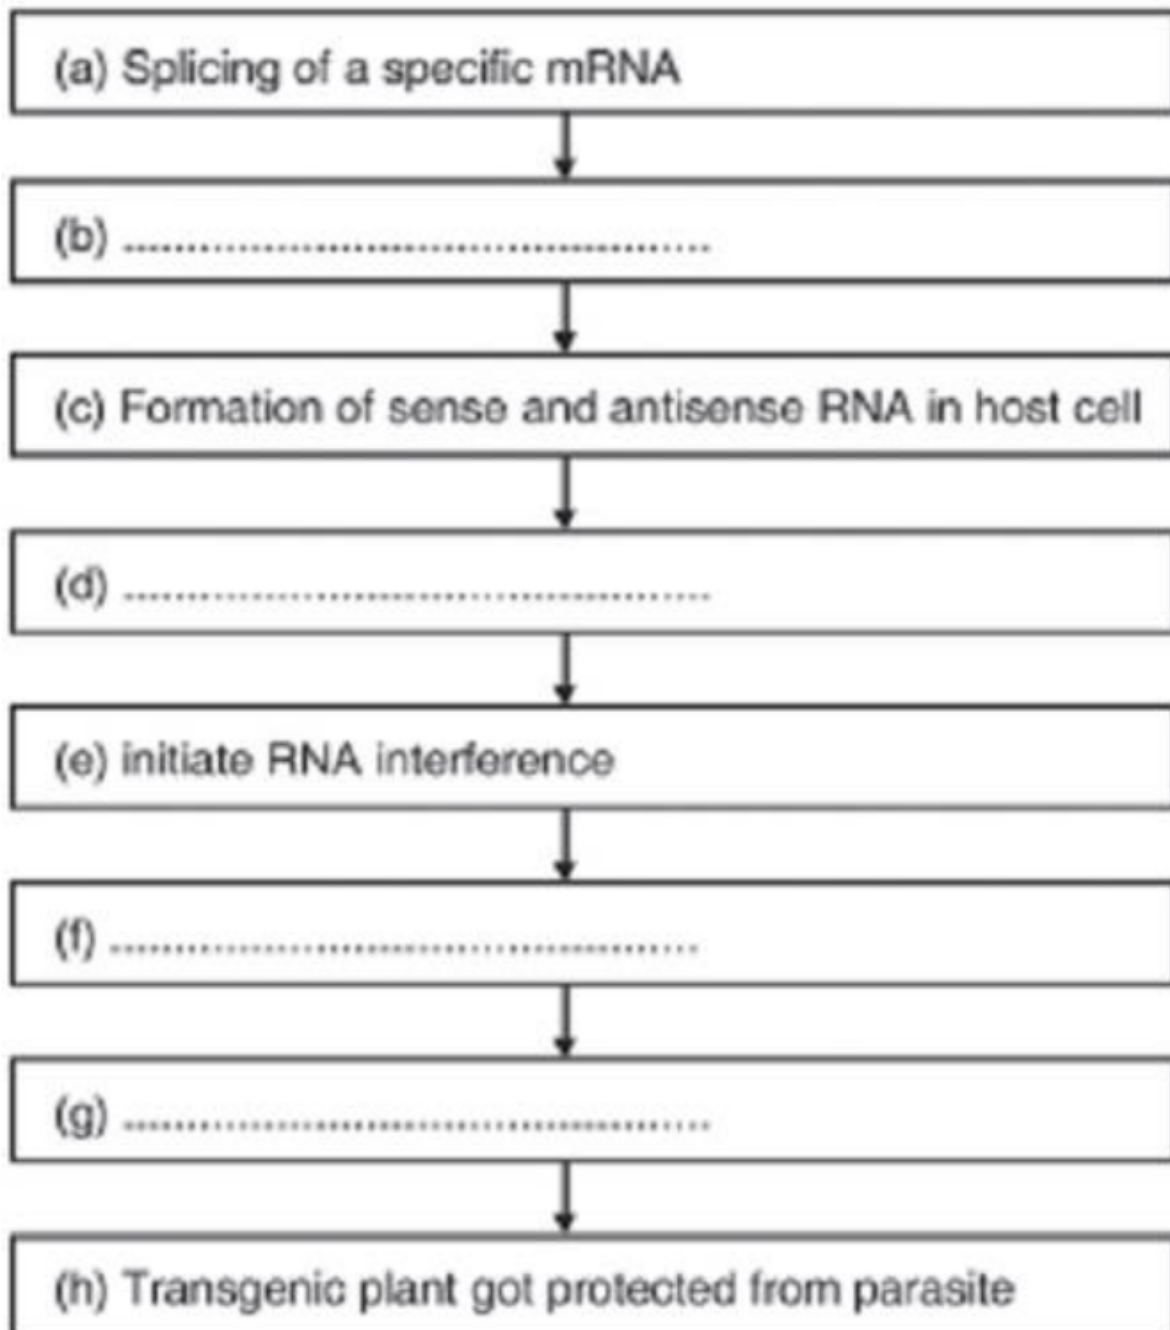 (a) Splicing of a specific mRNA
(b) ................................................
(c) Formation of sense and antisense RNA in host cell
(d) ................................................
(e) initiate RNA interference
(f) ................................................
(g) ................................................
(h) Transgenic plant got protected from parasite